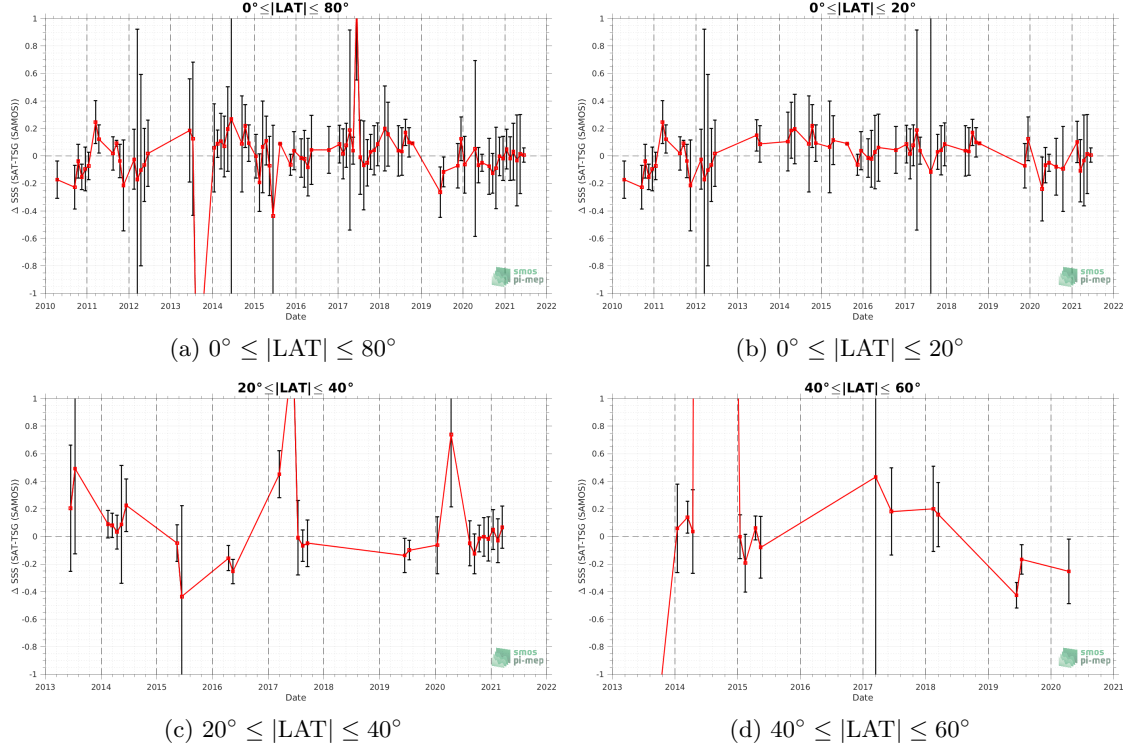 0°≤|LAT|≤ 80°
Δ SSS (SAT-TSG (SAMOS))
1
0.8
0.6
0.4
0.2
0
-0.2
-0.4
-0.6
-0.8
-1
2010 2011 2012 2013 2014 2015 2016 2017 2018 2019 2020 2021 2022
Date
smos
pi-mep
(a) 0° ≤ |LAT| ≤ 80°
0°≤|LAT|≤ 20°
Δ SSS (SAT-TSG (SAMOS))
1
0.8
0.6
0.4
0.2
0
-0.2
-0.4
-0.6
-0.8
-1
2010 2011 2012 2013 2014 2015 2016 2017 2018 2019 2020 2021 2022
Date
smos
pi-mep
(b) 0° ≤ |LAT| ≤ 20°
20°≤|LAT|≤ 40°
Δ SSS (SAT-TSG (SAMOS))
1
0.8
0.6
0.4
0.2
0
-0.2
-0.4
-0.6
-0.8
-1
2013 2014 2015 2016 2017 2018 2019 2020 2021 2022
Date
smos
pi-mep
(c) 20° ≤ |LAT| ≤ 40°
40°≤|LAT|≤ 60°
Δ SSS (SAT-TSG (SAMOS))
1
0.8
0.6
0.4
0.2
0
-0.2
-0.4
-0.6
-0.8
-1
2013 2014 2015 2016 2017 2018 2019 2020 2021
Date
smos
pi-mep
(d) 40° ≤ |LAT| ≤ 60°